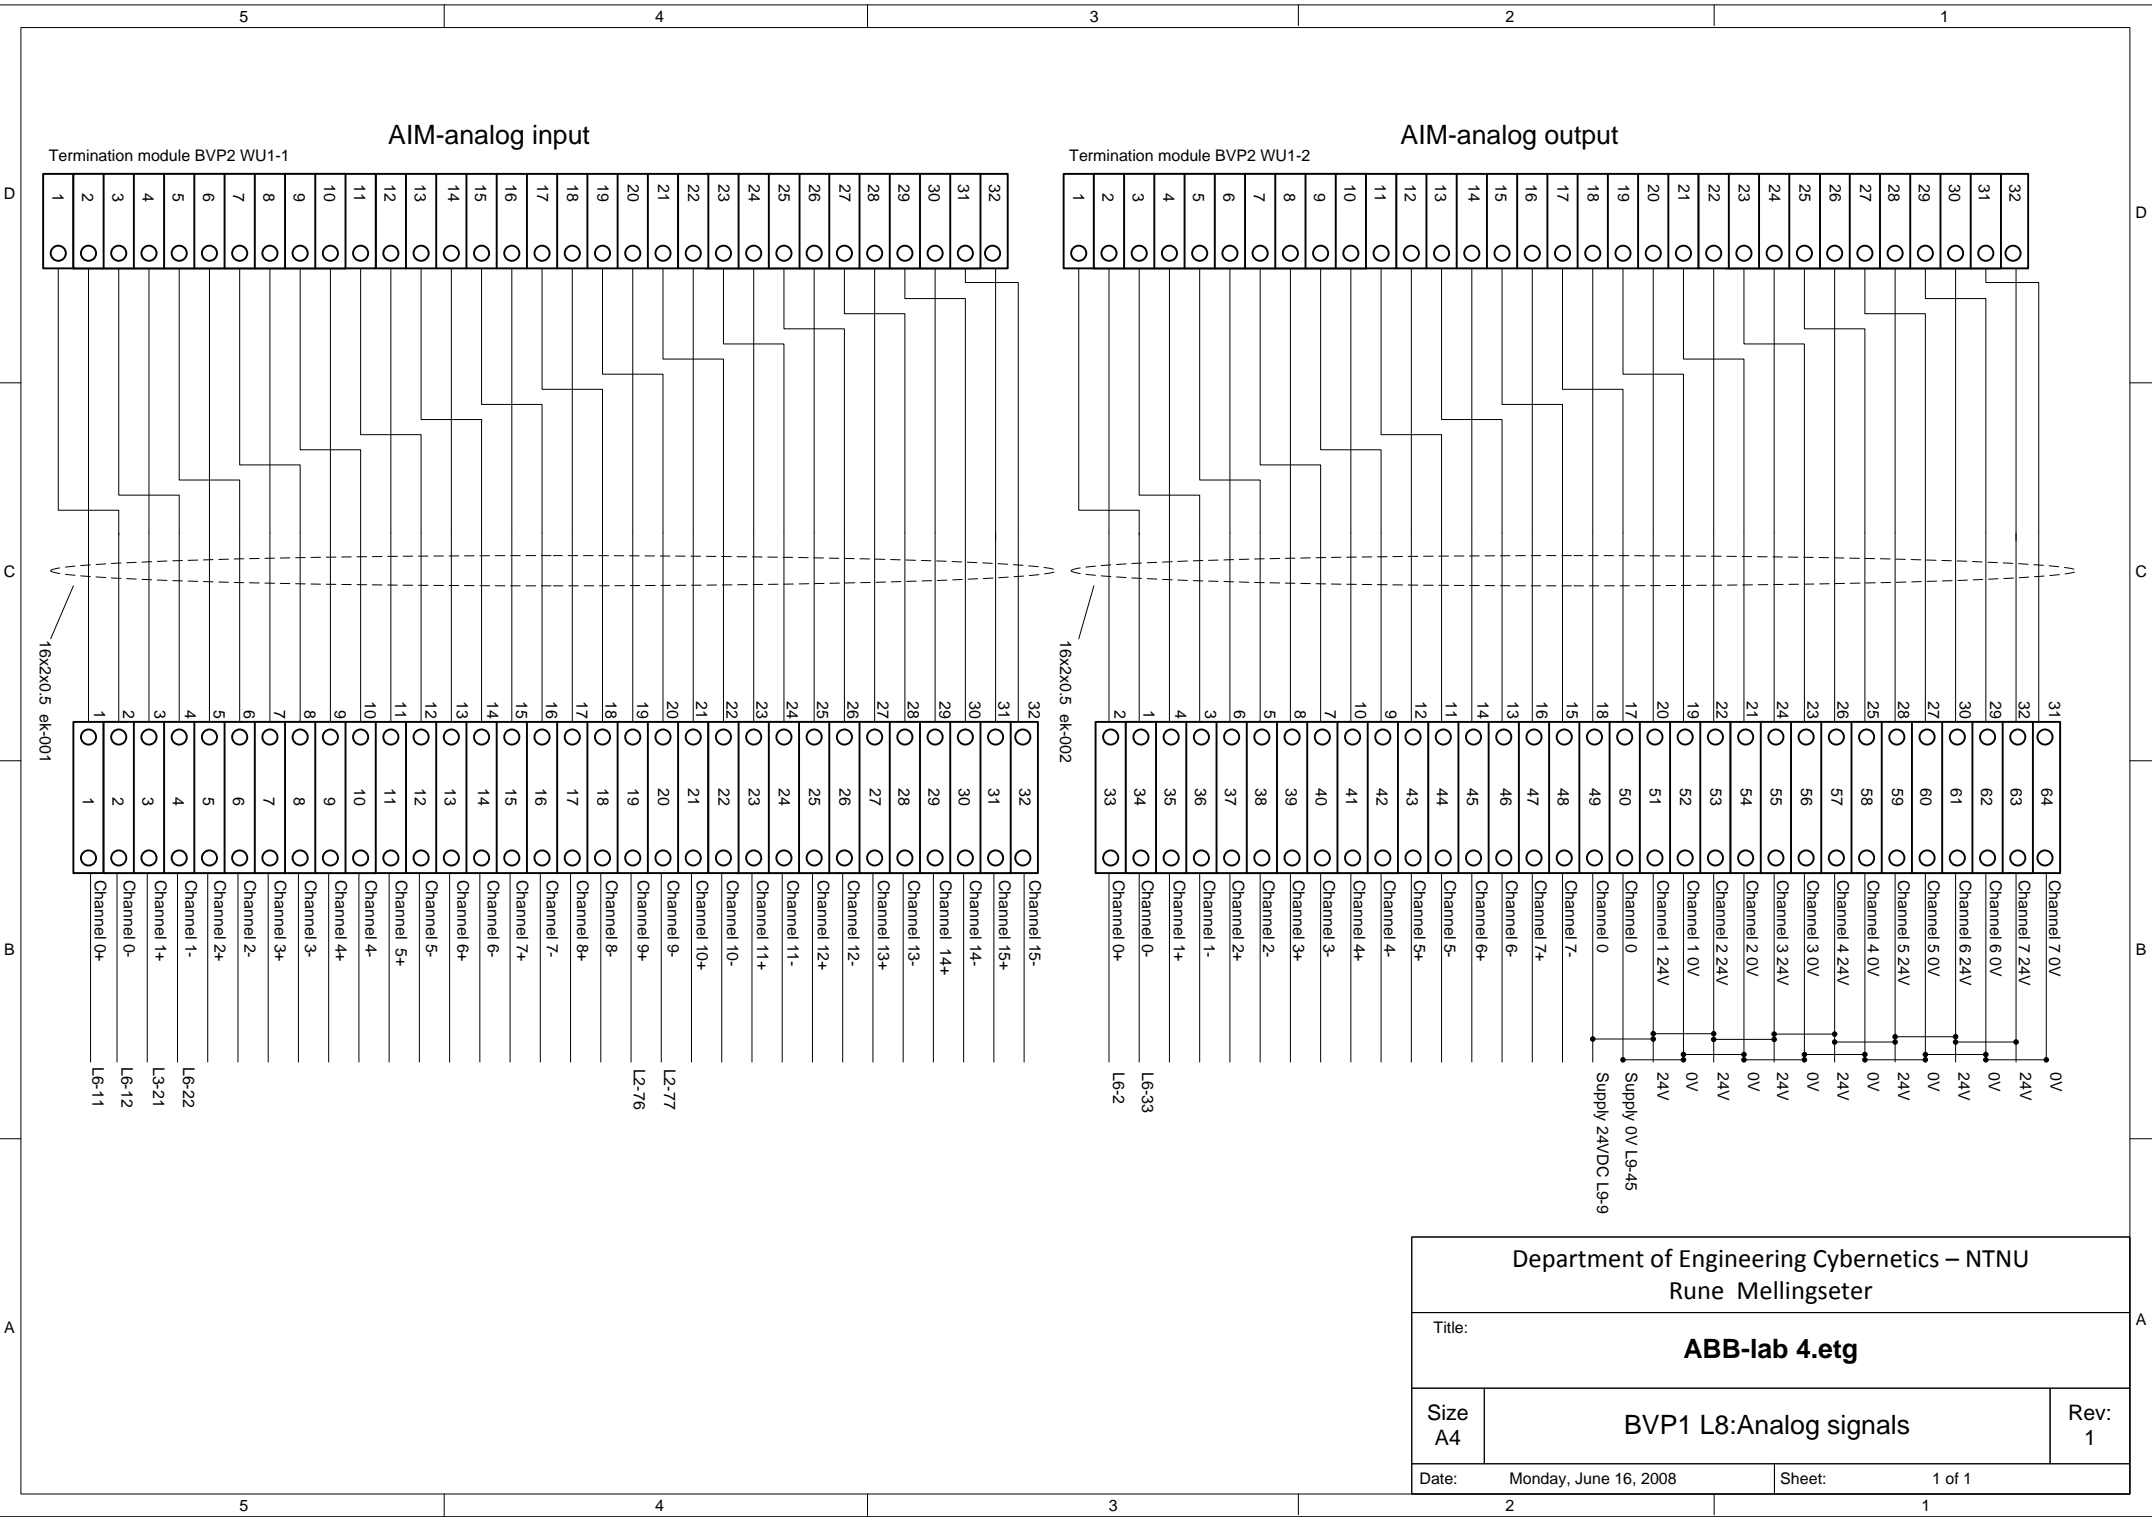 5 4 3 2 1
AIM-analog input
AIM-analog output
Termination module BVP2 WU1-1
Termination module BVP2 WU1-2
D
D
1 2 3 4 5 6 7 8 9 10 11 12 13 14 15 16 17 18 19 20 21 22 23 24 25 26 27 28 29 30 31 32
1 2 3 4 5 6 7 8 9 10 11 12 13 14 15 16 17 18 19 20 21 22 23 24 25 26 27 28 29 30 31 32
C
C
16x2x0.5 ek-001
16x2x0.5 ek-002
1 2 3 4 5 6 7 8 9 10 11 12 13 14 15 16 17 18 19 20 21 22 23 24 25 26 27 28 29 30 31 32
2 1 4 3 6 5 8 7 10 9 12 11 14 13 16 15 18 17 20 19 22 21 24 23 26 25 28 27 30 29 32 31
1 2 3 4 5 6 7 8 9 10 11 12 13 14 15 16 17 18 19 20 21 22 23 24 25 26 27 28 29 30 31 32
33 34 35 36 37 38 39 40 41 42 43 44 45 46 47 48 49 50 51 52 53 54 55 56 57 58 59 60 61 62 63 64
B
B
Channel 0+
Channel 0-
Channel 1+
Channel 1-
Channel 2+
Channel 2-
Channel 3+
Channel 3-
Channel 4+
Channel 4-
Channel 5+
Channel 5-
Channel 6+
Channel 6-
Channel 7+
Channel 7-
Channel 8+
Channel 8-
Channel 9+
Channel 9-
Channel 10+
Channel 10-
Channel 11+
Channel 11-
Channel 12+
Channel 12-
Channel 13+
Channel 13-
Channel 14+
Channel 14-
Channel 15+
Channel 15-
L6-11
L6-12
L3-21
L6-22
L2-76
L2-77
Channel 0+
Channel 0-
Channel 1+
Channel 1-
Channel 2+
Channel 2-
Channel 3+
Channel 3-
Channel 4+
Channel 4-
Channel 5+
Channel 5-
Channel 6+
Channel 6-
Channel 7+
Channel 7-
Channel 0
Channel 0
Channel 1 24V
Channel 1 0V
Channel 2 24V
Channel 2 0V
Channel 3 24V
Channel 3 0V
Channel 4 24V
Channel 4 0V
Channel 5 24V
Channel 5 0V
Channel 6 24V
Channel 6 0V
Channel 7 24V
Channel 7 0V
L6-2
L6-33
Supply 24VDC L9-9
Supply 0V L9-45
24V
0V
24V
0V
24V
0V
24V
0V
24V
0V
24V
0V
24V
0V
A
A
Department of Engineering Cybernetics – NTNU
Rune Mellingseter
Title:
ABB-lab 4.etg
Size
A4
BVP1 L8:Analog signals
Rev:
1
Date: Monday, June 16, 2008 Sheet: 1 of 1
5 4 3 2 1